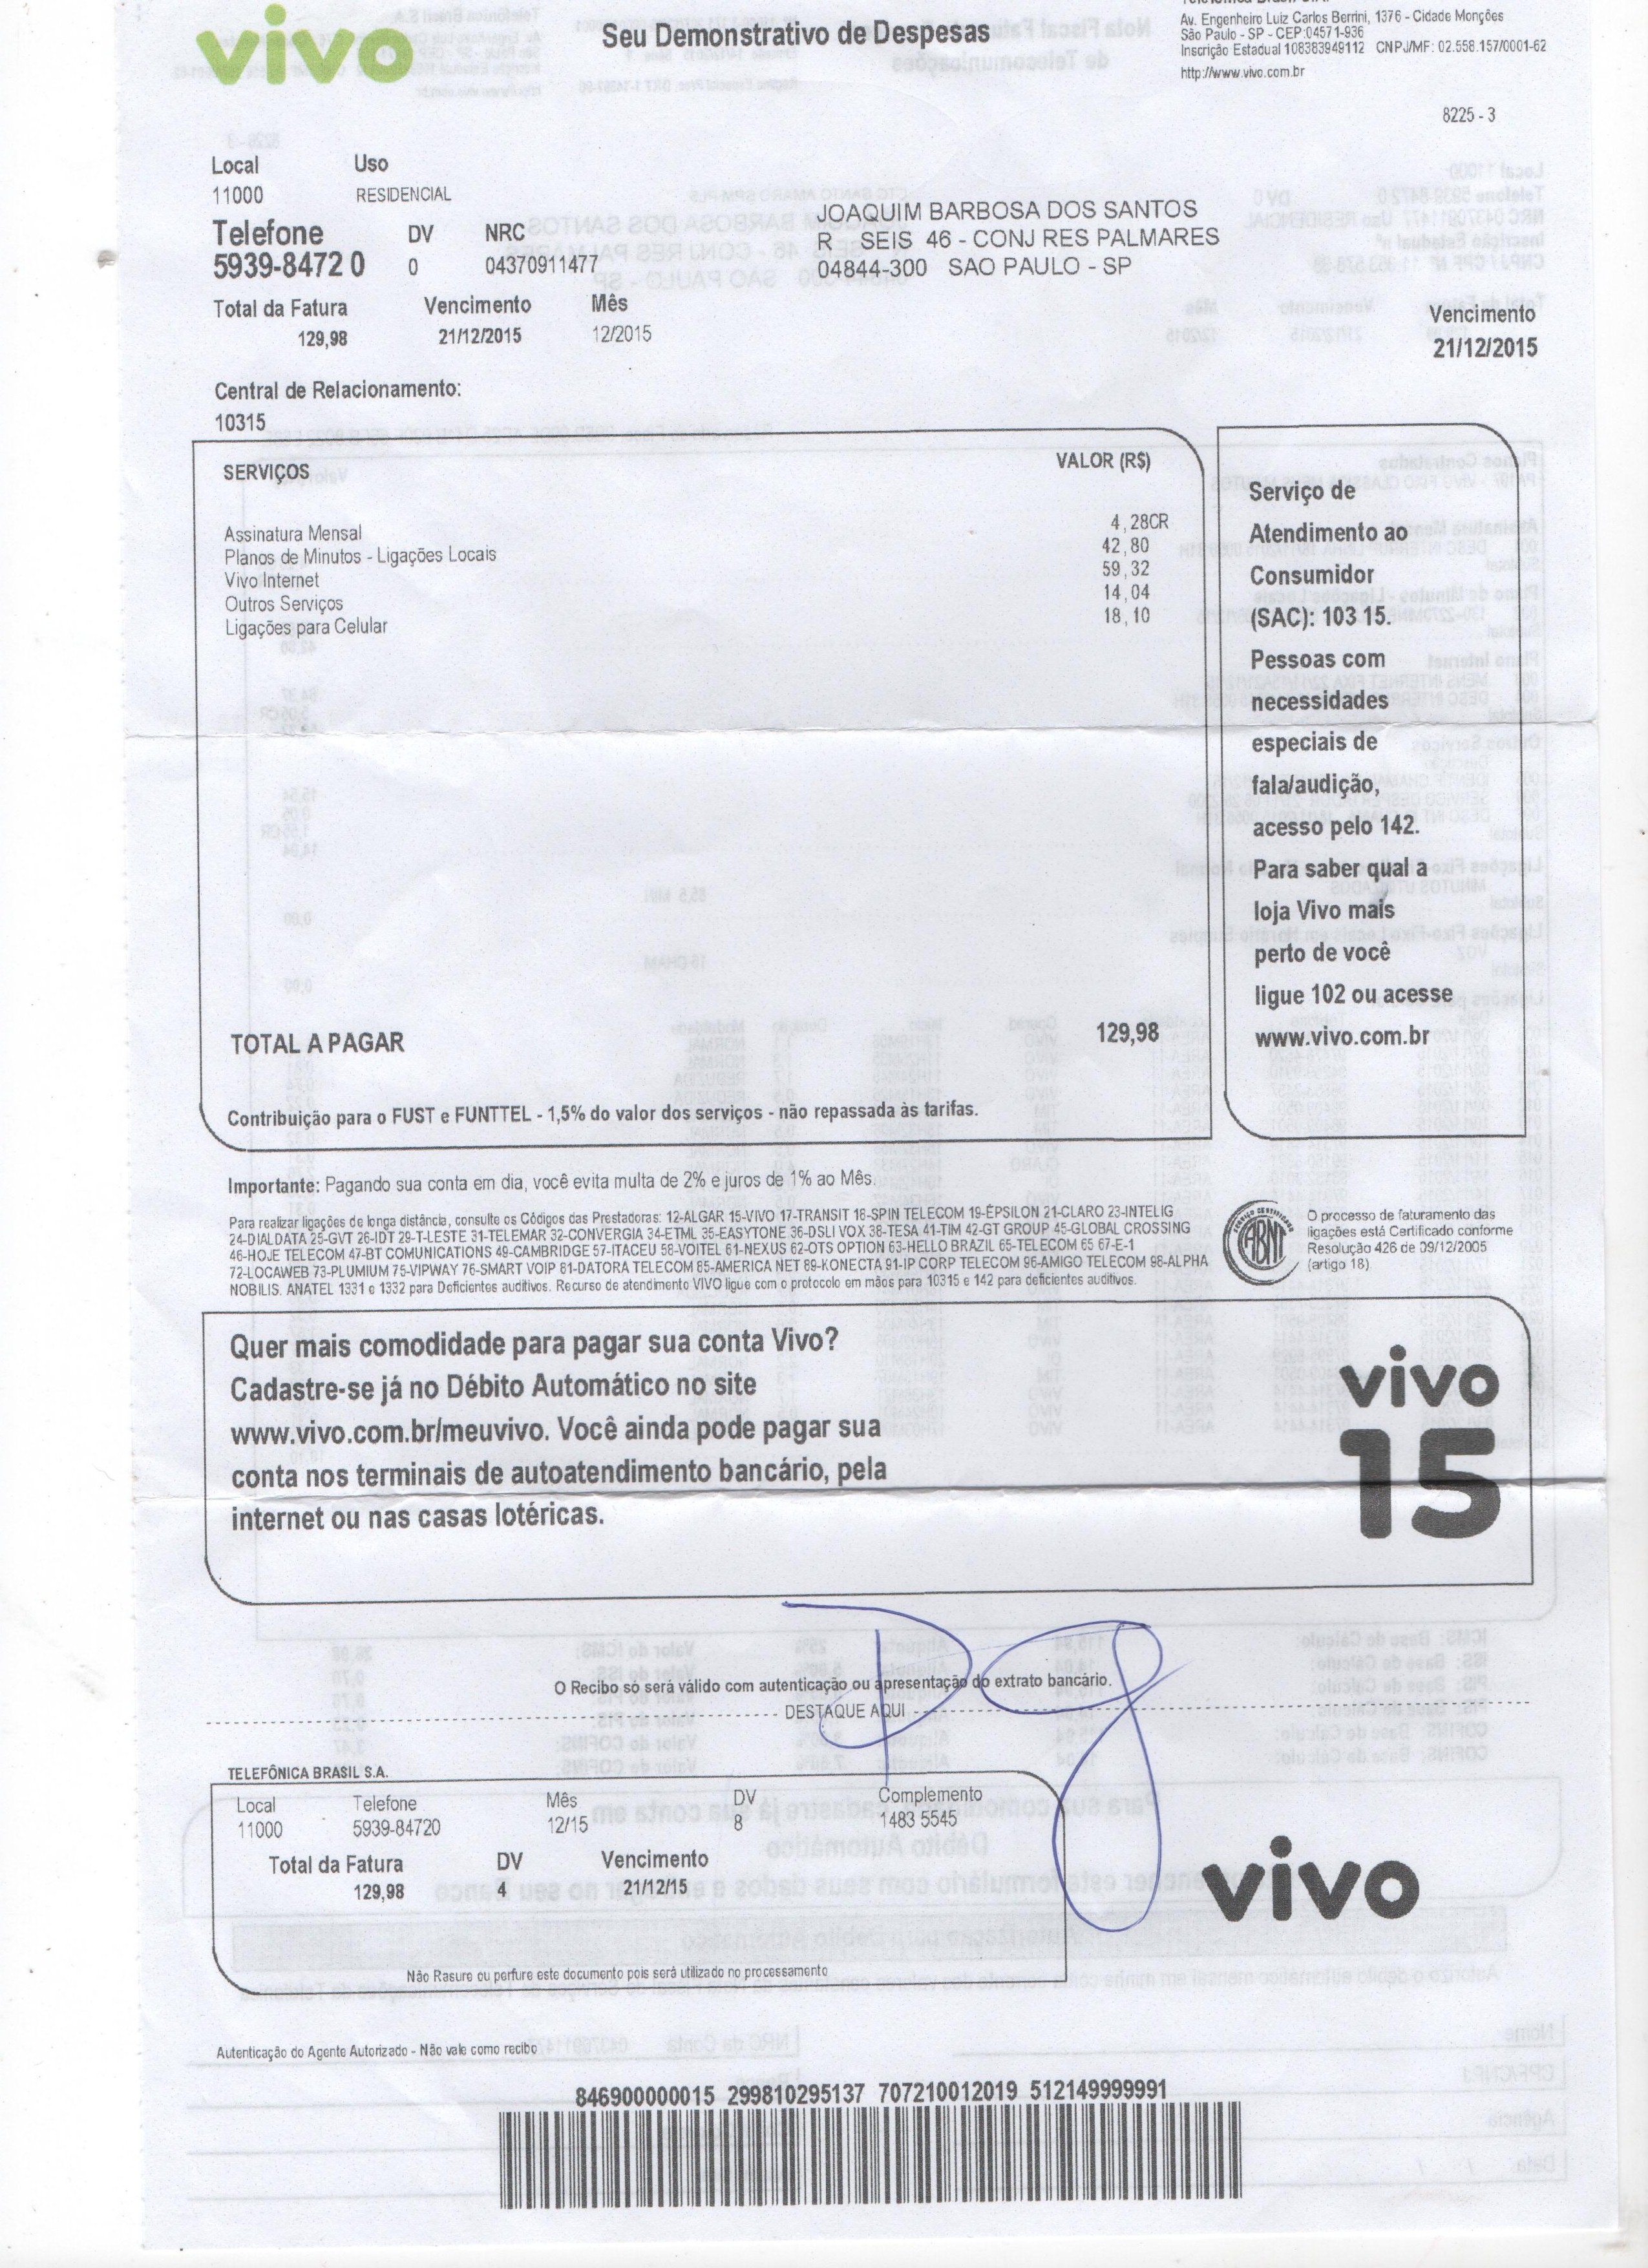 vivo
Seu Demonstrativo de Despesas
Av. Engenheiro Luiz Carlos Berrini, 1376 - Cidade Monções
São Paulo - SP - CEP:04571-936
Inscrição Estadual 108383949112 CNPJ/MF: 02.558.157/0001-62
http://www.vivo.com.br
8225 - 3
Local Uso
11000 RESIDENCIAL
Telefone DV NRC
5939-8472 0 0 04370911477
JOAQUIM BARBOSA DOS SANTOS
R SEIS 46 - CONJ RES PALMARES
04844-300 SAO PAULO - SP
Total da Fatura Vencimento Mês
129,98 21/12/2015 12/2015
Vencimento
21/12/2015
Central de Relacionamento:
10315
SERVIÇOS VALOR (R$)
Assinatura Mensal 4,28CR
Planos de Minutos - Ligações Locais 42,80
Vivo Internet 59,32
Outros Serviços 14,04
Ligações para Celular 18,10
TOTAL A PAGAR 129,98
Contribuição para o FUST e FUNTTEL - 1,5% do valor dos serviços - não repassada às tarifas.
Serviço de
Atendimento ao
Consumidor
(SAC): 103 15.
Pessoas com
necessidades
especiais de
fala/audição,
acesso pelo 142.
Para saber qual a
loja Vivo mais
perto de você
ligue 102 ou acesse
www.vivo.com.br
Importante: Pagando sua conta em dia, você evita multa de 2% e juros de 1% ao Mês.
Para realizar ligações de longa distância, consulte os Códigos das Prestadoras: 12-ALGAR 15-VIVO 17-TRANSIT 18-SPIN TELECOM 19-ÉPSILON 21-CLARO 23-INTELIG
24-DIALDATA 25-GVT 26-IDT 29-T-LESTE 31-TELEMAR 32-CONVERGIA 34-ETML 35-EASYTONE 36-DSLI VOX 38-TESA 41-TIM 42-GT GROUP 45-GLOBAL CROSSING
46-HOJE TELECOM 47-BT COMUNICATIONS 49-CAMBRIDGE 57-ITACEU 58-VOITEL 61-NEXUS 62-OTS OPTION 63-HELLO BRAZIL 65-TELECOM 65 67-E-1
72-LOCAWEB 73-PLUMIUM 75-VIPWAY 76-SMART VOIP 81-DATORA TELECOM 85-AMERICA NET 89-KONECTA 91-IP CORP TELECOM 96-AMIGO TELECOM 98-ALPHA
NOBILIS. ANATEL 1331 e 1332 para Deficientes auditivos. Recurso de atendimento VIVO ligue com o protocolo em mãos para 10315 e 142 para deficientes auditivos.
ABNT
O processo de faturamento das
ligações está Certificado conforme
Resolução 426 de 09/12/2005
(artigo 18)
Quer mais comodidade para pagar sua conta Vivo?
Cadastre-se já no Débito Automático no site
www.vivo.com.br/meuvivo. Você ainda pode pagar sua
conta nos terminais de autoatendimento bancário, pela
internet ou nas casas lotéricas.
vivo
15
Pg
O Recibo só será válido com autenticação ou apresentação do extrato bancário.
DESTAQUE AQUI
TELEFÔNICA BRASIL S.A.
Local Telefone Mês DV Complemento
11000 5939-84720 12/15 8 1483 5545
Total da Fatura DV Vencimento
129,98 4 21/12/15
vivo
Não Rasure ou perfure este documento pois será utilizado no processamento
Autenticação do Agente Autorizado - Não vale como recibo
846900000015 299810295137 707210012019 512149999991